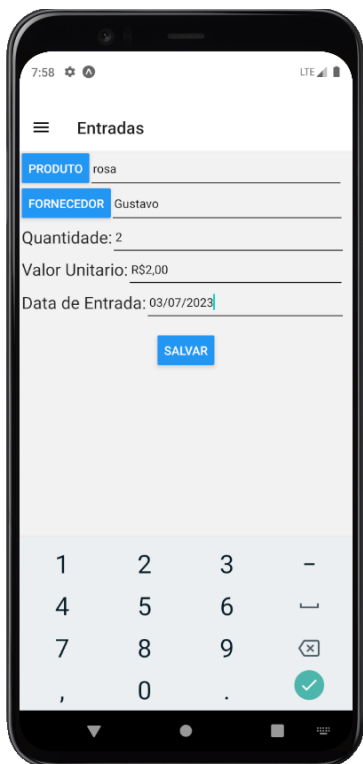 7:58 LTE
Entradas
PRODUTO rosa
FORNECEDOR Gustavo
Quantidade: 2
Valor Unitario: R$2,00
Data de Entrada: 03/07/2023
SALVAR
1 2 3 -
4 5 6
7 8 9
, 0 .